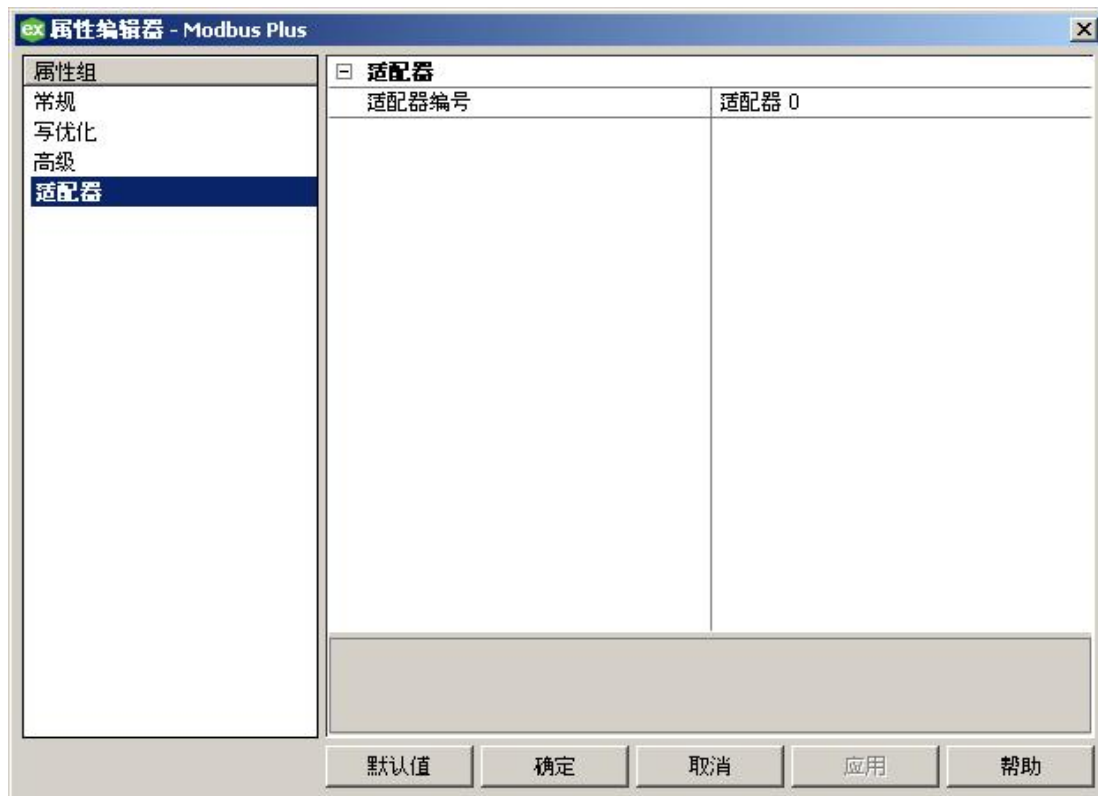 ex 属性编辑器 - Modbus Plus
属性组
常规
写优化
高级
适配器
适配器
适配器编号 适配器 0
默认值 确定 取消 应用 帮助